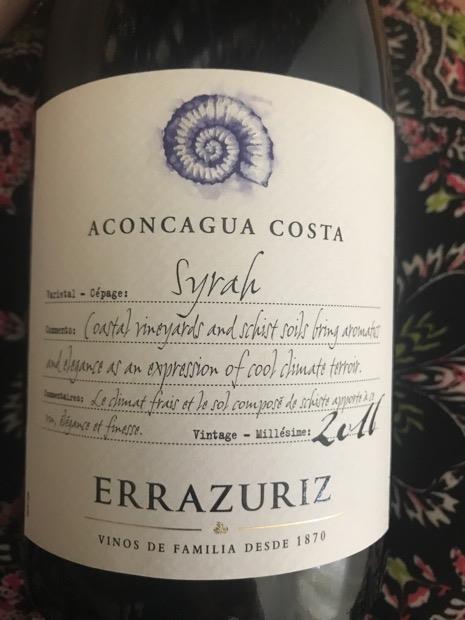 ACONCAGUA COSTA
Varietal - Cépage: Syrah
Comments: Coastal vineyards and schist soils bring aromatics
and elegance as an expression of cool climate terroir.
Commentaires: Le climat frais et le sol composé de schiste apporte à ce
vin, élégance et finesse. Vintage - Millésime: 2016
ERRAZURIZ
VINOS DE FAMILIA DESDE 1870